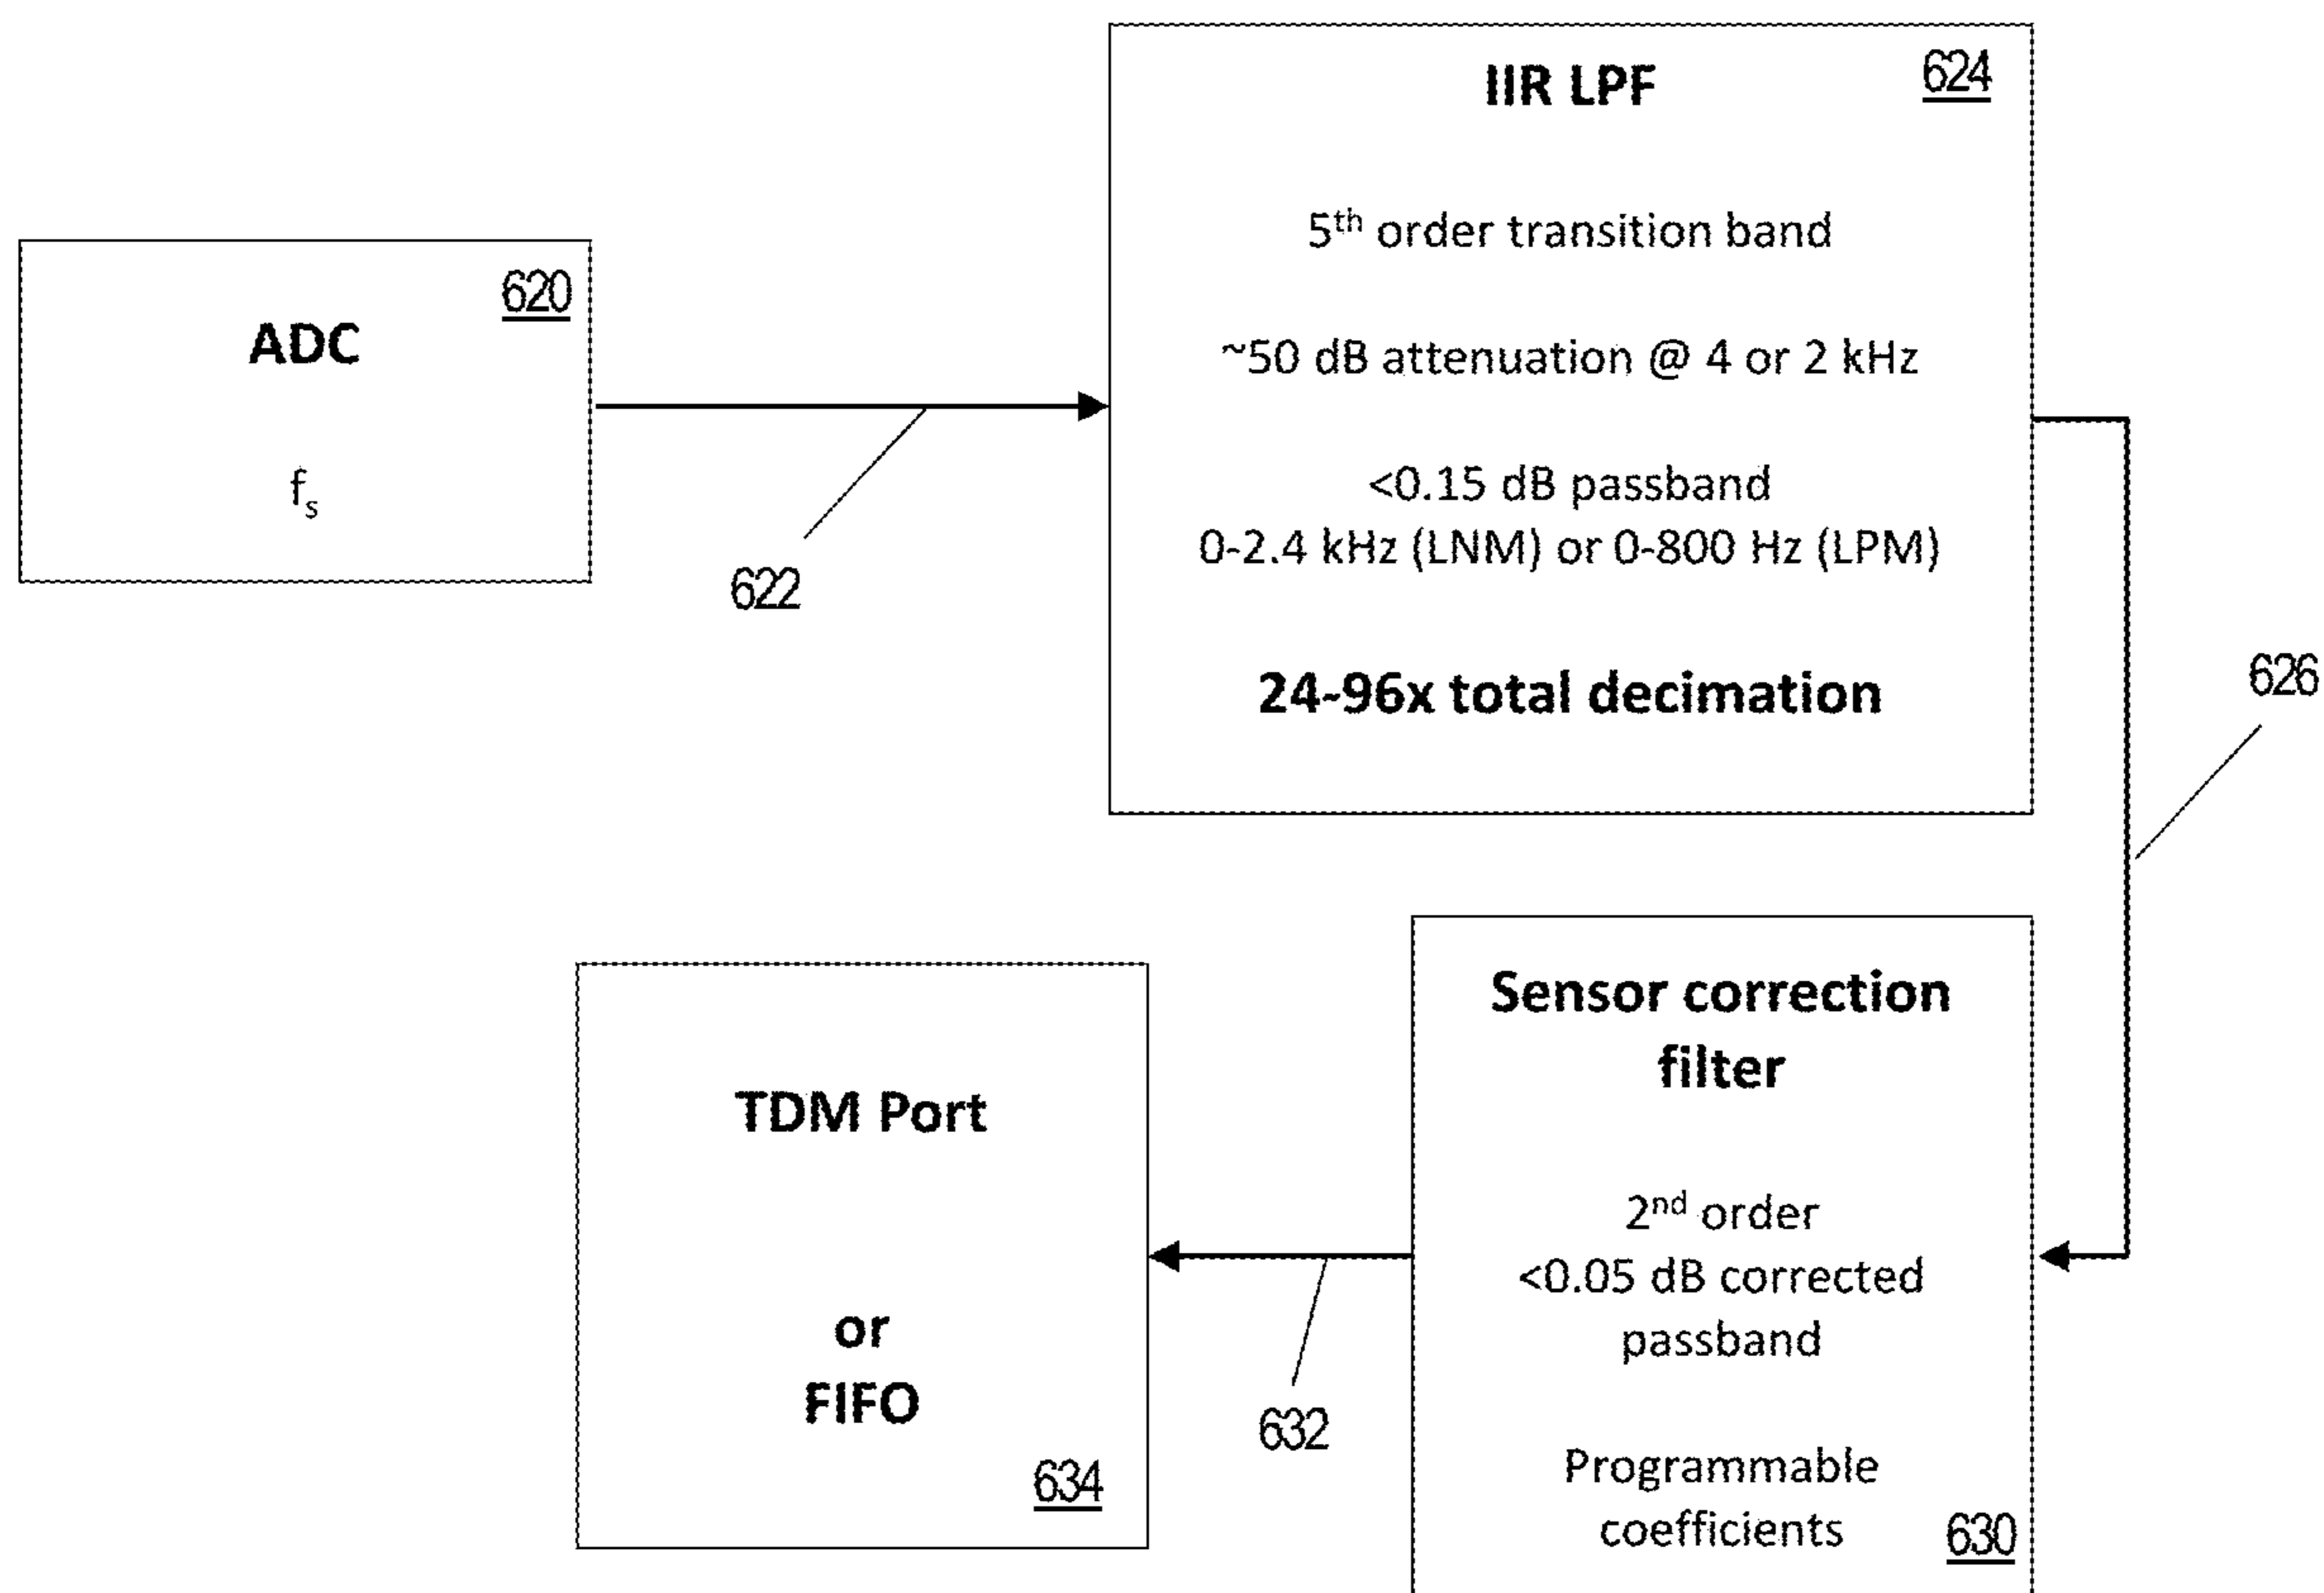 620
ADC
fs
622
IIR LPF
624
5th order transition band
~50 dB attenuation @ 4 or 2 kHz
<0.15 dB passband
0-2.4 kHz (LNM) or 0-800 Hz (LPM)
24-96x total decimation
626
Sensor correction
filter
2nd order
<0.05 dB corrected
passband
Programmable
coefficients
630
632
TDM Port
or
FIFO
634